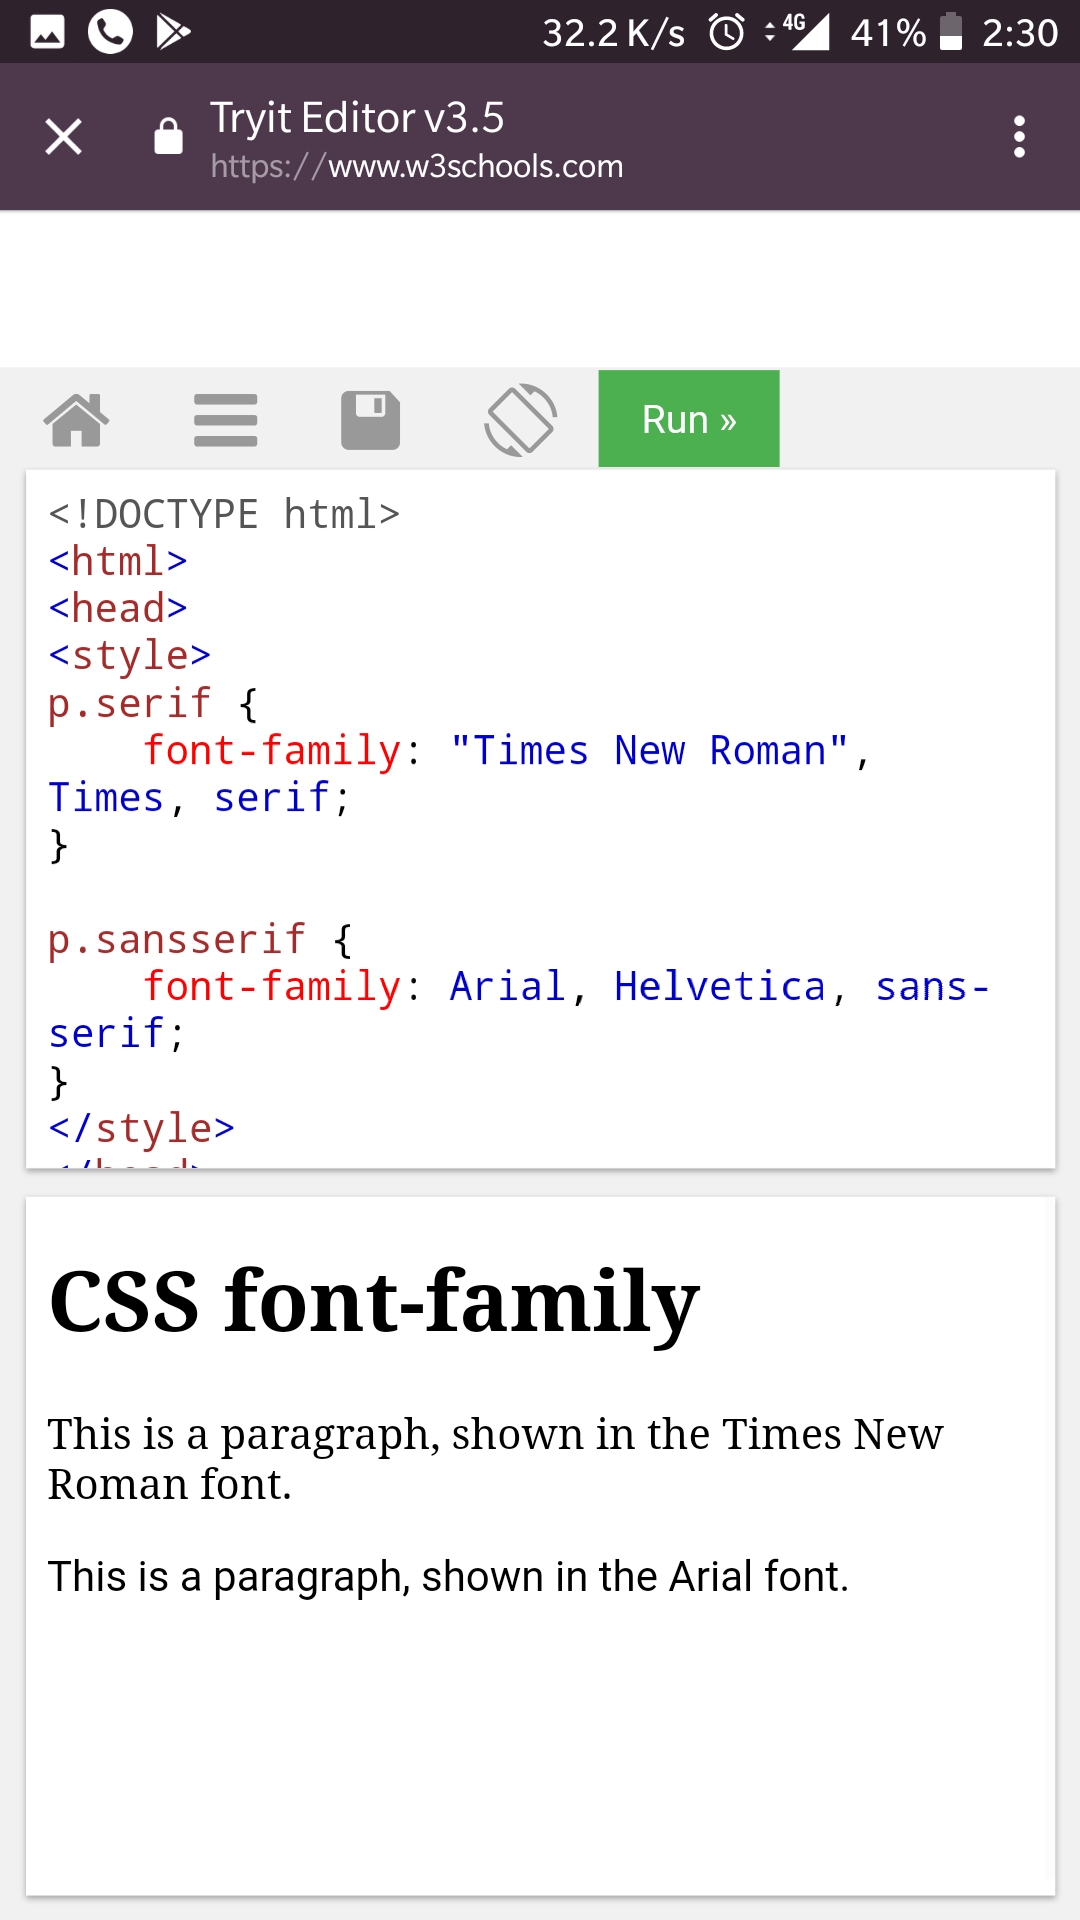 32.2 K/s 4G 41% 2:30
Tryit Editor v3.5
https://www.w3schools.com
Run »
<!DOCTYPE html>
<html>
<head>
<style>
p.serif {
    font-family: "Times New Roman",
Times, serif;
}

p.sansserif {
    font-family: Arial, Helvetica, sans-
serif;
}
</style>
</head>
CSS font-family
This is a paragraph, shown in the Times New
Roman font.
This is a paragraph, shown in the Arial font.